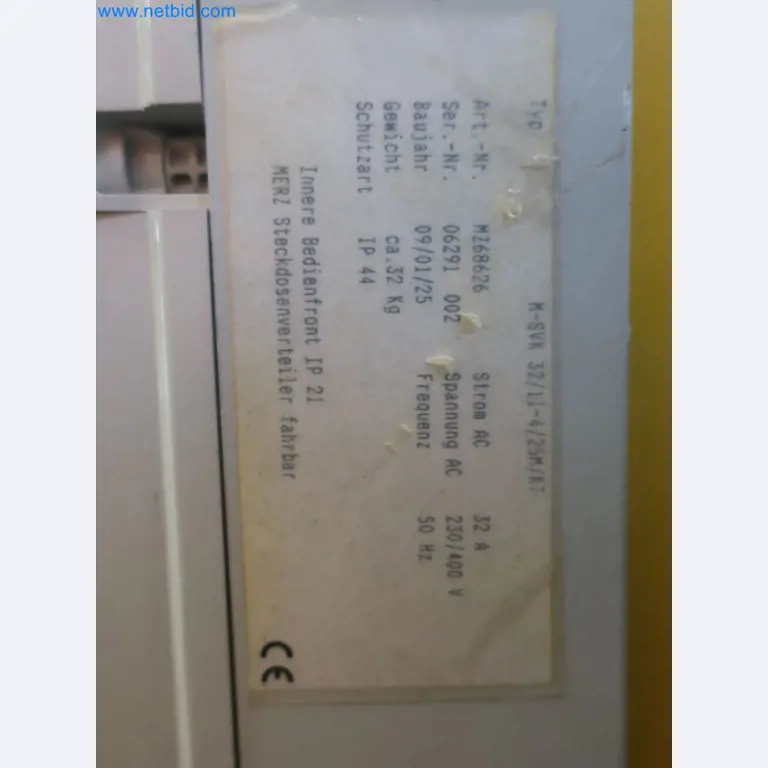 www.netbid.com
Typ M-SVK 32/11-4/25M/AT
Art.-Nr. MZ68626 Strom AC 32 A
Ser.-Nr. 06291 002 Spannung AC 230/400 V
Baujahr 09/01/25 Frequenz 50 Hz
Gewicht ca.32 Kg
Schutzart IP 44
Innere Bedienfront IP 21
MERZ Steckdosenverteiler fahrbar
CE